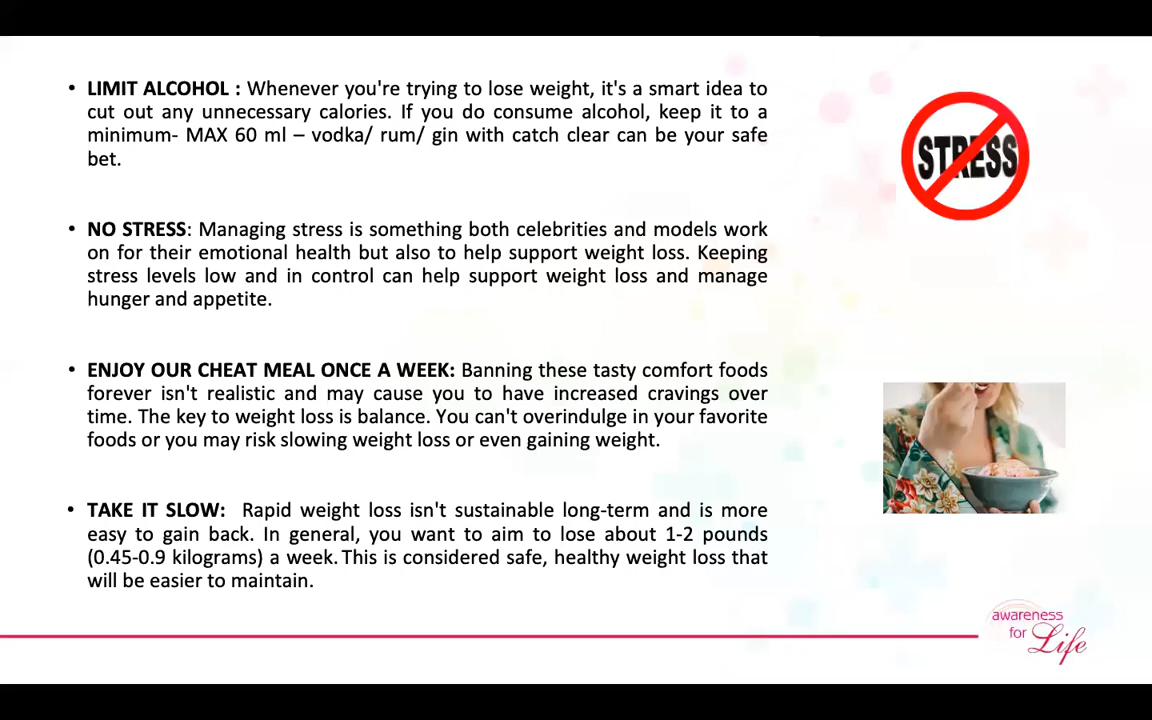 • LIMIT ALCOHOL : Whenever you're trying to lose weight, it's a smart idea to
cut out any unnecessary calories. If you do consume alcohol, keep it to a
minimum- MAX 60 ml – vodka/ rum/ gin with catch clear can be your safe
bet.
STRESS
• NO STRESS: Managing stress is something both celebrities and models work
on for their emotional health but also to help support weight loss. Keeping
stress levels low and in control can help support weight loss and manage
hunger and appetite.
• ENJOY OUR CHEAT MEAL ONCE A WEEK: Banning these tasty comfort foods
forever isn't realistic and may cause you to have increased cravings over
time. The key to weight loss is balance. You can't overindulge in your favorite
foods or you may risk slowing weight loss or even gaining weight.
• TAKE IT SLOW: Rapid weight loss isn't sustainable long-term and is more
easy to gain back. In general, you want to aim to lose about 1-2 pounds
(0.45-0.9 kilograms) a week. This is considered safe, healthy weight loss that
will be easier to maintain.
awareness
for Life